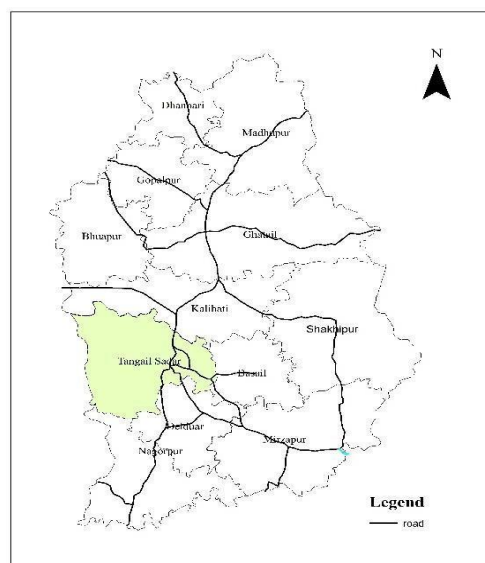 N
Dhanbari
Madhupur
Gopalpur
Bhuapur
Ghatail
Kalihati
Shakhipur
Tangail Sadar
Basail
Delduar
Mirzapur
Nagorpur
Legend
road